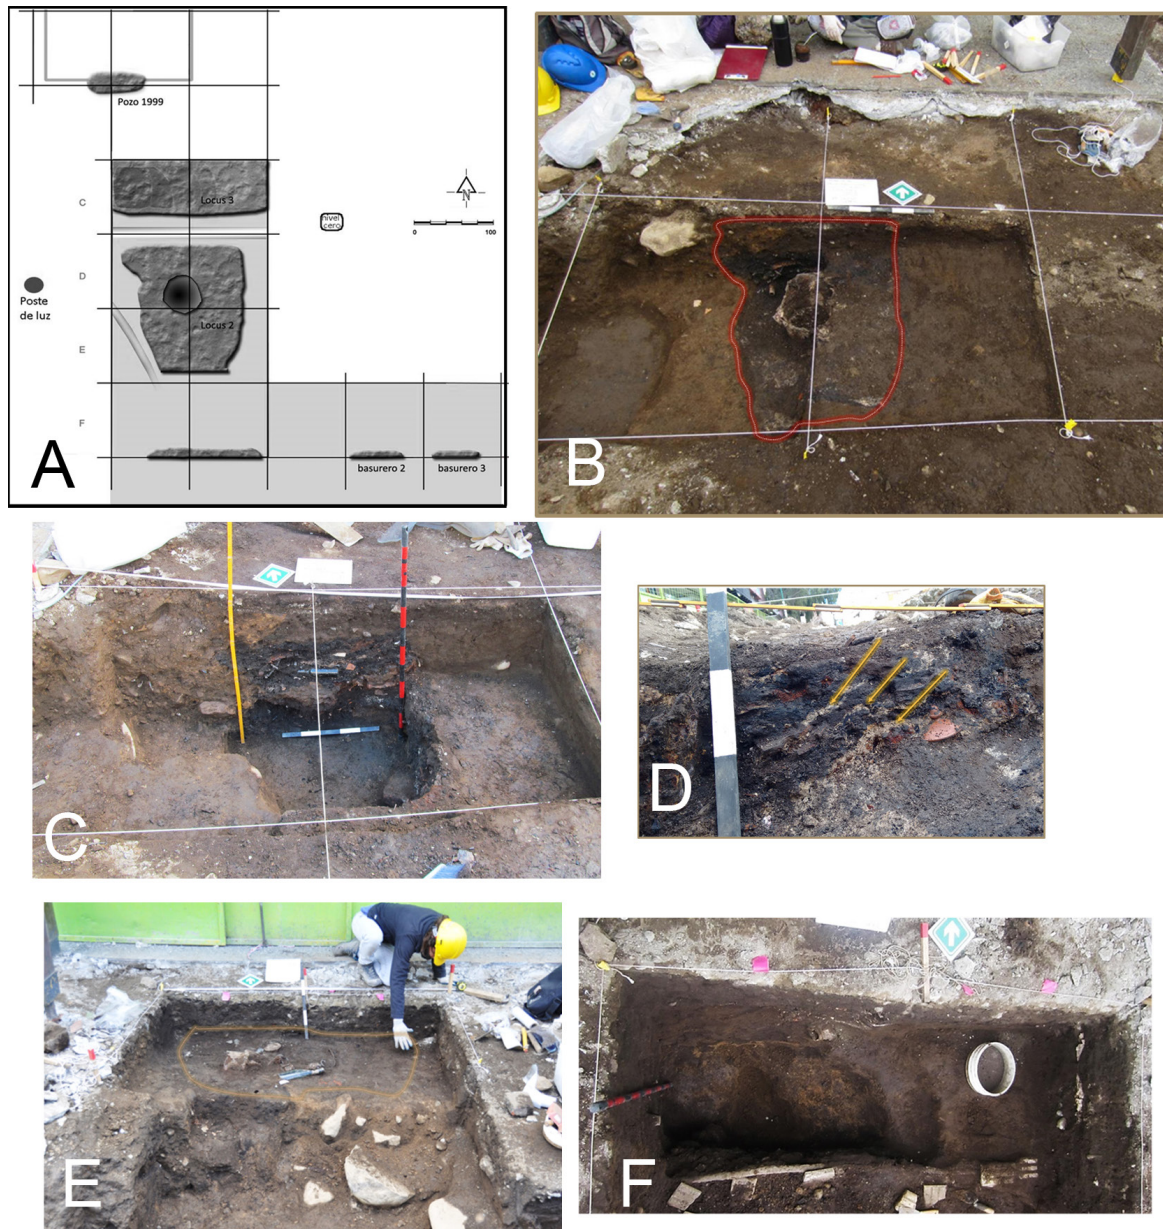 Pozo 1999
C
Locus 3
N
nivel
cero
0 100
D
Poste
de luz
Locus 2
E
F
basurero 2
basurero 3
A
B
C
D
E
F